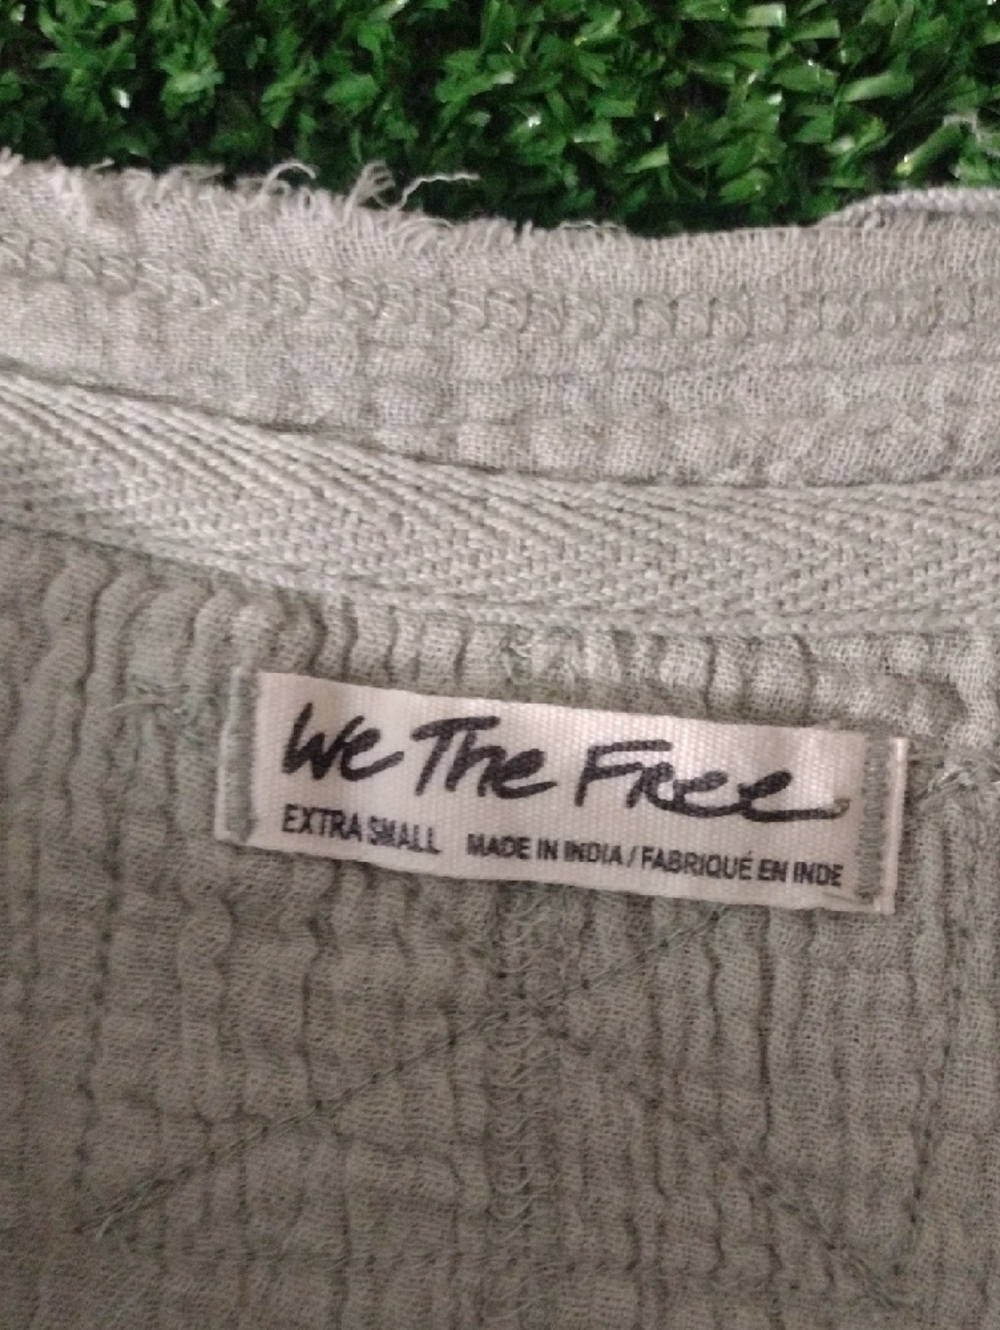 We The Free
EXTRA SMALL MADE IN INDIA / FABRIQUÉ EN INDE